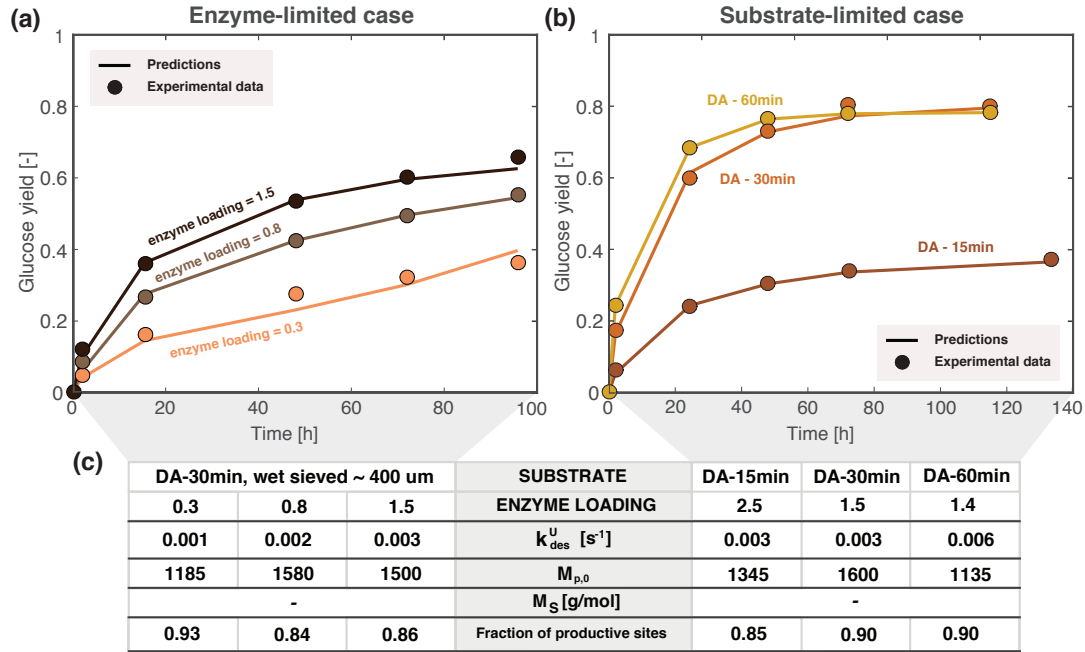 (a) Enzyme-limited case
1
0.8
0.6
0.4
0.2
0
Glucose yield [-]
Predictions
Experimental data
enzyme loading = 1.5
enzyme loading = 0.8
enzyme loading = 0.3
0 20 40 60 80 100
Time [h]
(b) Substrate-limited case
1
0.8
0.6
0.4
0.2
0
Glucose yield [-]
DA - 60min
DA - 30min
DA - 15min
Predictions
Experimental data
0 20 40 60 80 100 120 140
Time [h]
(c)
DA-30min, wet sieved ~ 400 um SUBSTRATE DA-15min DA-30min DA-60min
0.3 0.8 1.5 ENZYME LOADING 2.5 1.5 1.4
0.001 0.002 0.003 k^U_des [s⁻¹] 0.003 0.003 0.006
1185 1580 1500 M_p,0 1345 1600 1135
- M_S [g/mol] -
0.93 0.84 0.86 Fraction of productive sites 0.85 0.90 0.90